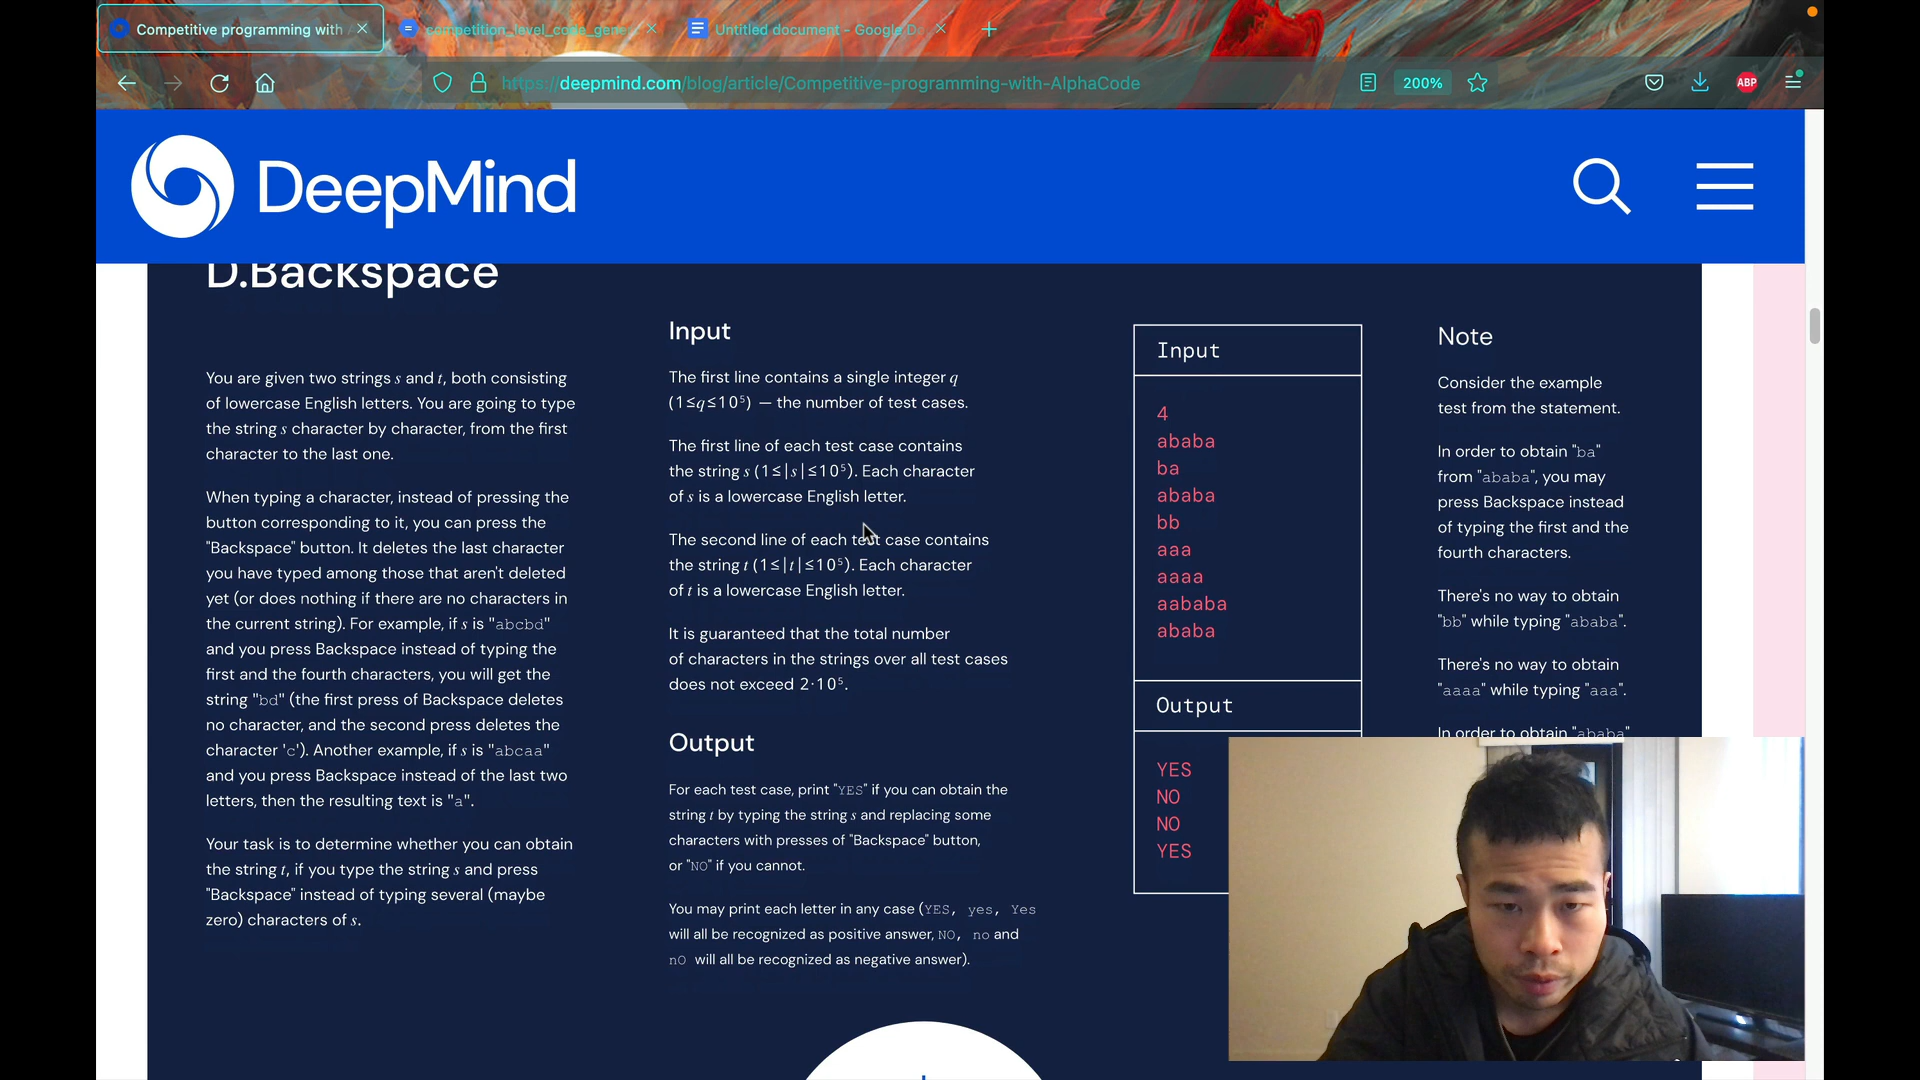 Competitive programming with
competition_level_code_gene
Untitled document - Google Do
https://deepmind.com/blog/article/Competitive-programming-with-AlphaCode
200%
ABP
DeepMind
D.Backspace
You are given two strings s and t, both consisting
of lowercase English letters. You are going to type
the string s character by character, from the first
character to the last one.
When typing a character, instead of pressing the
button corresponding to it, you can press the
"Backspace" button. It deletes the last character
you have typed among those that aren't deleted
yet (or does nothing if there are no characters in
the current string). For example, if s is "abcbd"
and you press Backspace instead of typing the
first and the fourth characters, you will get the
string "bd" (the first press of Backspace deletes
no character, and the second press deletes the
character 'c'). Another example, if s is "abcaa"
and you press Backspace instead of the last two
letters, then the resulting text is "a".
Your task is to determine whether you can obtain
the string t, if you type the string s and press
"Backspace" instead of typing several (maybe
zero) characters of s.
Input
The first line contains a single integer q
(1≤q≤10⁵) — the number of test cases.
The first line of each test case contains
the string s (1≤|s|≤10⁵). Each character
of s is a lowercase English letter.
The second line of each test case contains
the string t (1≤|t|≤10⁵). Each character
of t is a lowercase English letter.
It is guaranteed that the total number
of characters in the strings over all test cases
does not exceed 2·10⁵.
Output
For each test case, print "YES" if you can obtain the
string t by typing the string s and replacing some
characters with presses of "Backspace" button,
or "NO" if you cannot.
You may print each letter in any case (YES, yes, Yes
will all be recognized as positive answer, NO, no and
nO will all be recognized as negative answer).
Input
4
ababa
ba
ababa
bb
aaa
aaaa
aababa
ababa
Output
YES
NO
NO
YES
Note
Consider the example
test from the statement.
In order to obtain "ba"
from "ababa", you may
press Backspace instead
of typing the first and the
fourth characters.
There's no way to obtain
"bb" while typing "ababa".
There's no way to obtain
"aaaa" while typing "aaa".
In order to obtain "ababa"